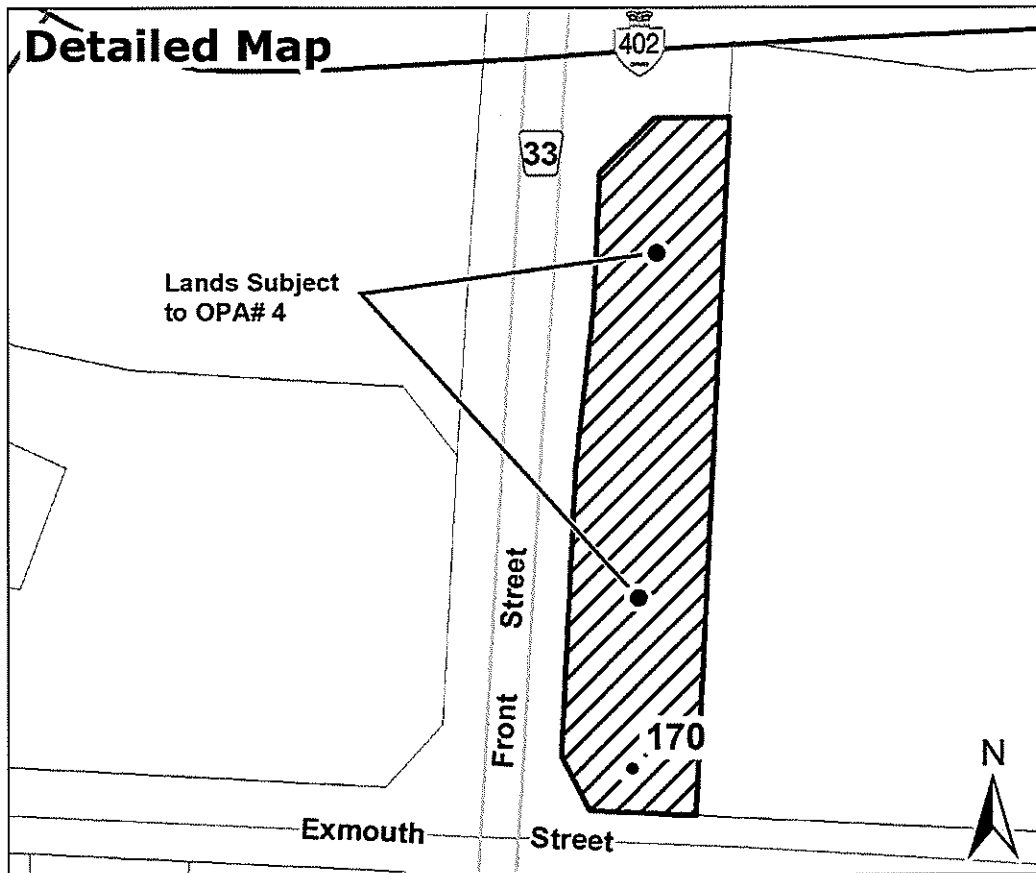 Detailed Map
402
33
Lands Subject
to OPA# 4
Front Street
170
N
Exmouth Street